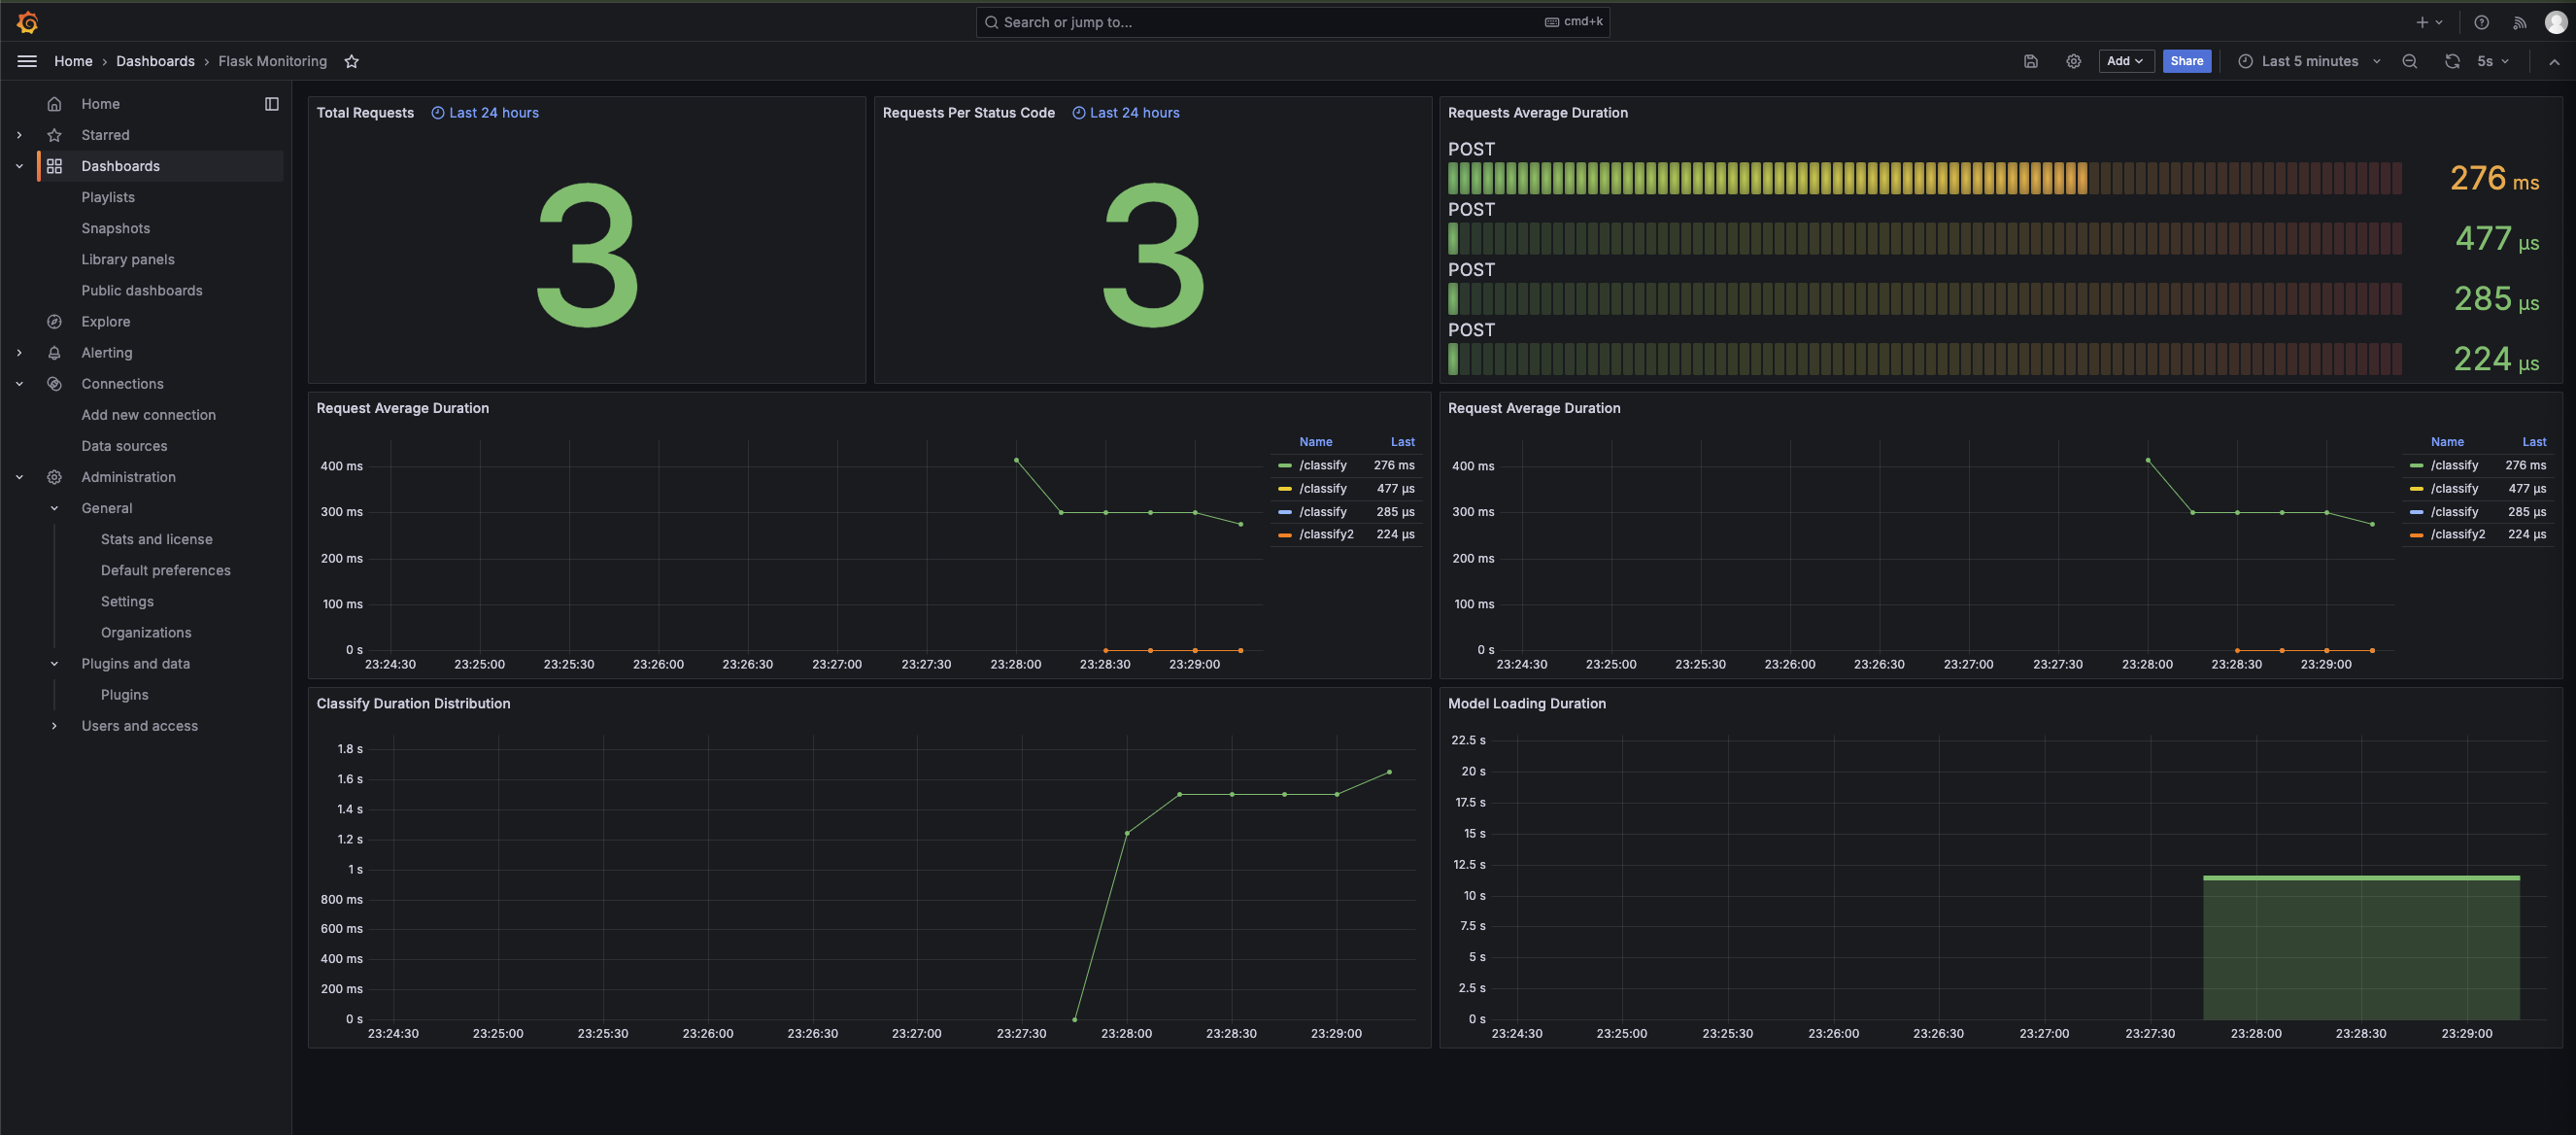 Search or jump to...
cmd+k
Home › Dashboards › Flask Monitoring
Add
Share
Last 5 minutes
5s
Home
Starred
Dashboards
Playlists
Snapshots
Library panels
Public dashboards
Explore
Alerting
Connections
Add new connection
Data sources
Administration
General
Stats and license
Default preferences
Settings
Organizations
Plugins and data
Plugins
Users and access
Total Requests Last 24 hours
3
Requests Per Status Code Last 24 hours
3
Requests Average Duration
POST
276 ms
POST
477 µs
POST
285 µs
POST
224 µs
Request Average Duration
400 ms
300 ms
200 ms
100 ms
0 s
23:24:30 23:25:00 23:25:30 23:26:00 23:26:30 23:27:00 23:27:30 23:28:00 23:28:30 23:29:00
Name Last
/classify 276 ms
/classify 477 µs
/classify 285 µs
/classify2 224 µs
Request Average Duration
400 ms
300 ms
200 ms
100 ms
0 s
23:24:30 23:25:00 23:25:30 23:26:00 23:26:30 23:27:00 23:27:30 23:28:00 23:28:30 23:29:00
Name Last
/classify 276 ms
/classify 477 µs
/classify 285 µs
/classify2 224 µs
Classify Duration Distribution
1.8 s
1.6 s
1.4 s
1.2 s
1 s
800 ms
600 ms
400 ms
200 ms
0 s
23:24:30 23:25:00 23:25:30 23:26:00 23:26:30 23:27:00 23:27:30 23:28:00 23:28:30 23:29:00
Model Loading Duration
22.5 s
20 s
17.5 s
15 s
12.5 s
10 s
7.5 s
5 s
2.5 s
0 s
23:24:30 23:25:00 23:25:30 23:26:00 23:26:30 23:27:00 23:27:30 23:28:00 23:28:30 23:29:00